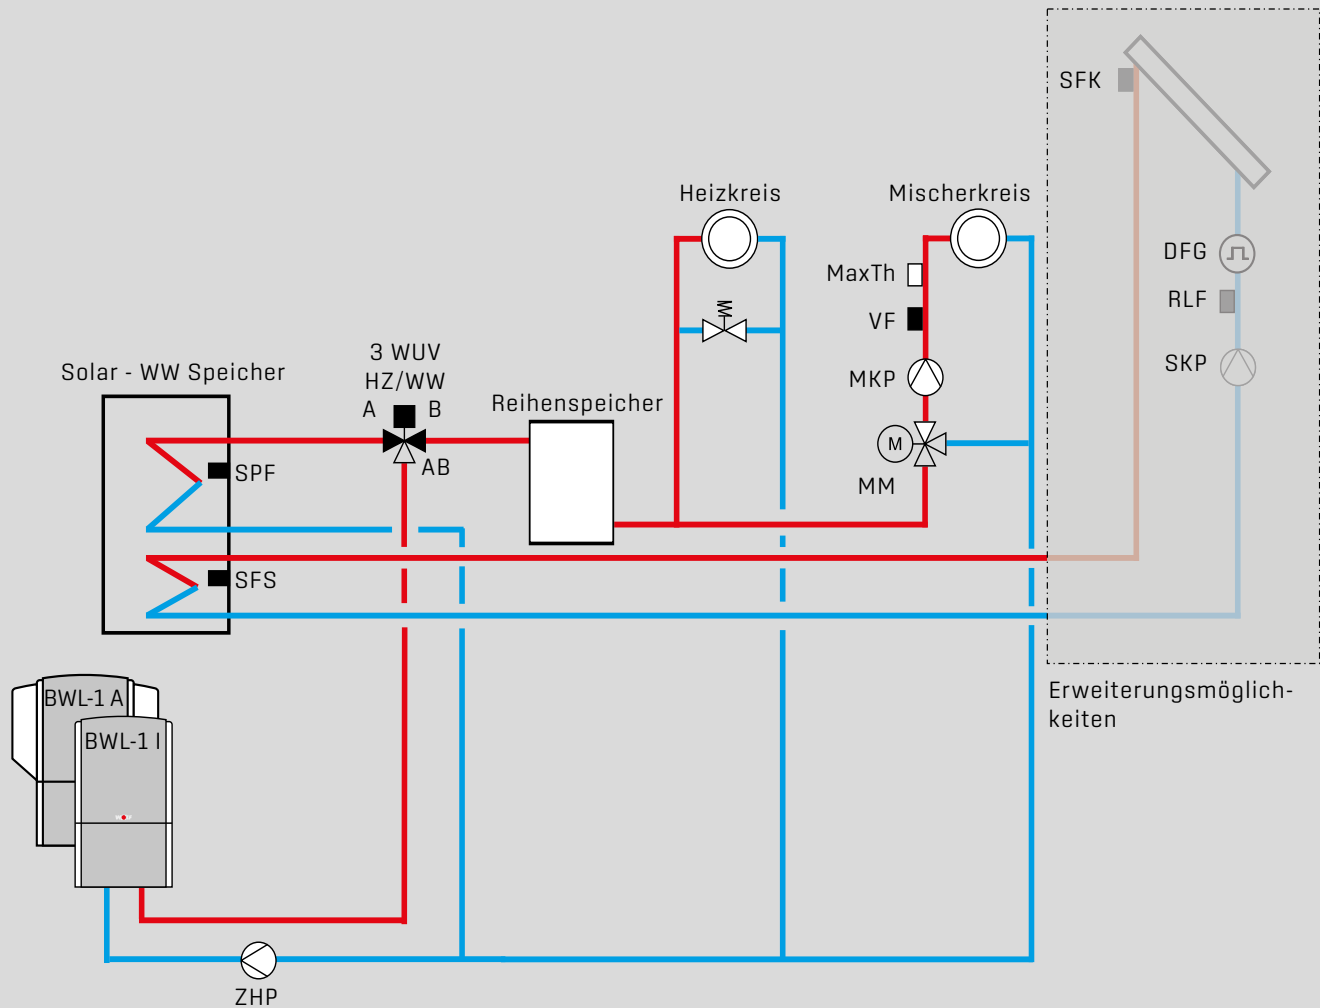 SFK
Heizkreis
Mischerkreis
DFG
MaxTh
RLF
VF
3 WUV
HZ/WW
A
B
AB
Solar - WW Speicher
MKP
SKP
Reihenspeicher
M
SPF
MM
SFS
Erweiterungsmöglich-
keiten
BWL-1 A
BWL-1 I
ZHP